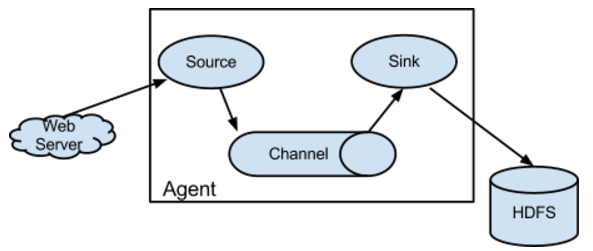 Source
Sink
Web
Server
Channel
Agent
HDFS